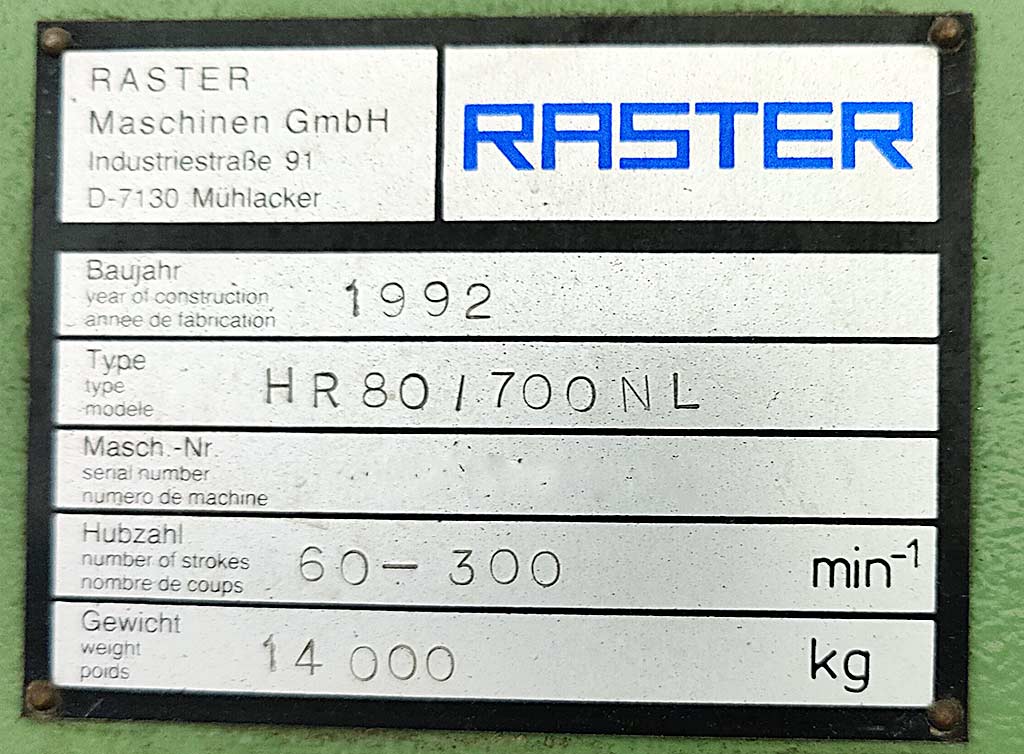 RASTER
Maschinen GmbH
Industriestraße 91
D-7130 Mühlacker
RASTER
Baujahr
year of construction
année de fabrication
1992
Type
type
modele
HR 80 / 700 NL
Masch.-Nr.
serial number
numero de machine
Hubzahl
number of strokes
nombre de coups
60 – 300 min-1
Gewicht
weight
poids
14 000 kg